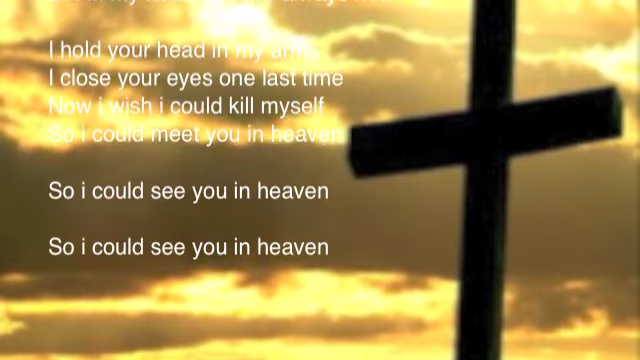 I hold your head in my arms
I close your eyes one last time
Now i wish i could kill myself
So i could meet you in heaven
So i could see you in heaven
So i could see you in heaven